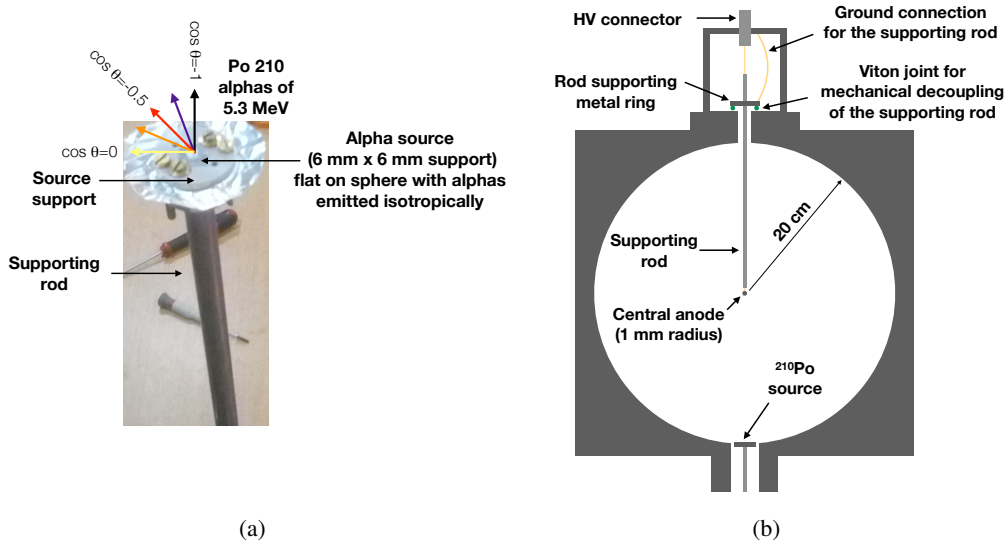 cos θ=-1
cos θ=-0.5
cos θ=0
Po 210
alphas of
5.3 MeV
Alpha source
(6 mm x 6 mm support)
flat on sphere with alphas
emitted isotropically
Source
support
Supporting
rod
(a)
HV connector
Ground connection
for the supporting rod
Rod supporting
metal ring
Viton joint for
mechanical decoupling
of the supporting rod
20 cm
Supporting
rod
Central anode
(1 mm radius)
²¹⁰Po
source
(b)